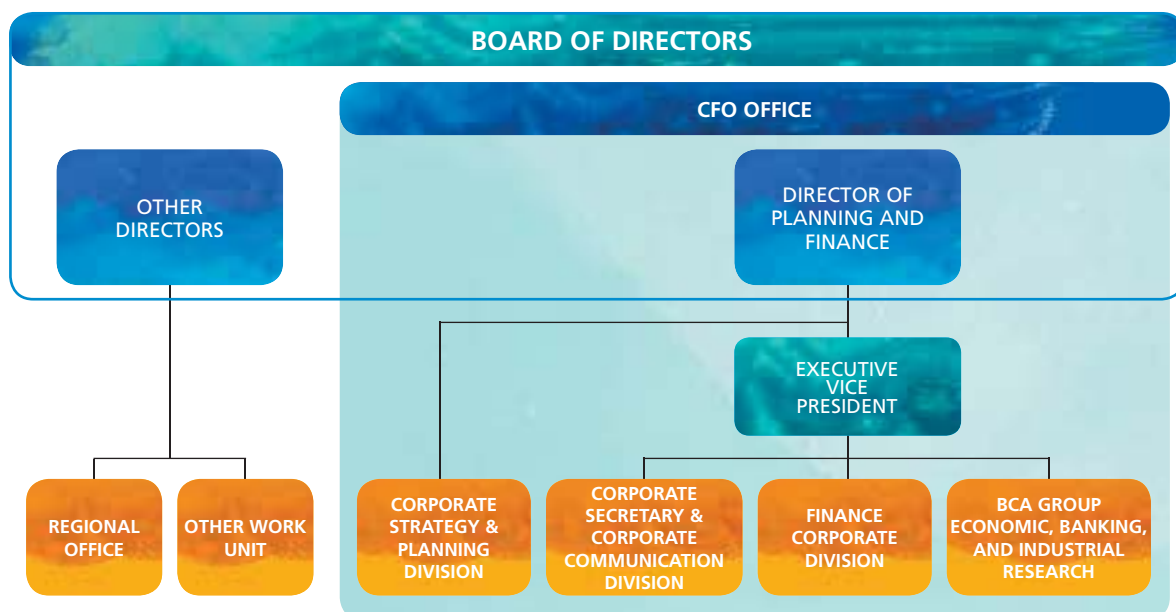 BOARD OF DIRECTORS
CFO OFFICE
OTHER
DIRECTORS
DIRECTOR OF
PLANNING AND
FINANCE
EXECUTIVE
VICE
PRESIDENT
REGIONAL
OFFICE
OTHER WORK
UNIT
CORPORATE
STRATEGY &
PLANNING
DIVISION
CORPORATE
SECRETARY &
CORPORATE
COMMUNICATION
DIVISION
FINANCE
CORPORATE
DIVISION
BCA GROUP
ECONOMIC, BANKING,
AND INDUSTRIAL
RESEARCH